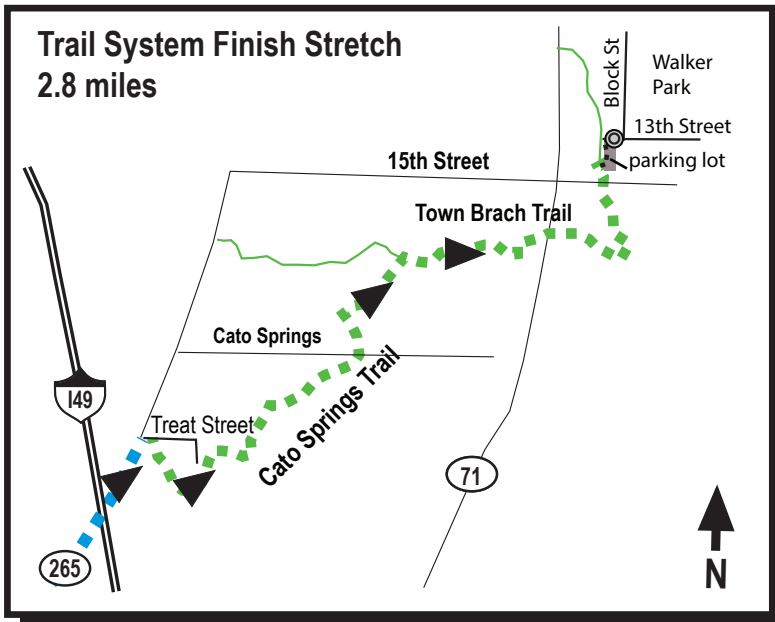 Trail System Finish Stretch
2.8 miles
Block St
Walker
Park
13th Street
parking lot
15th Street
Town Brach Trail
Cato Springs
I49
Treat Street
Cato Springs Trail
71
265
N